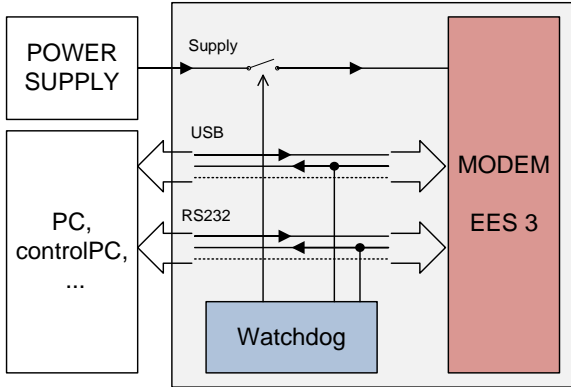 POWER
SUPPLY
Supply
USB
MODEM
EES 3
RS232
PC,
controlPC,
...
Watchdog